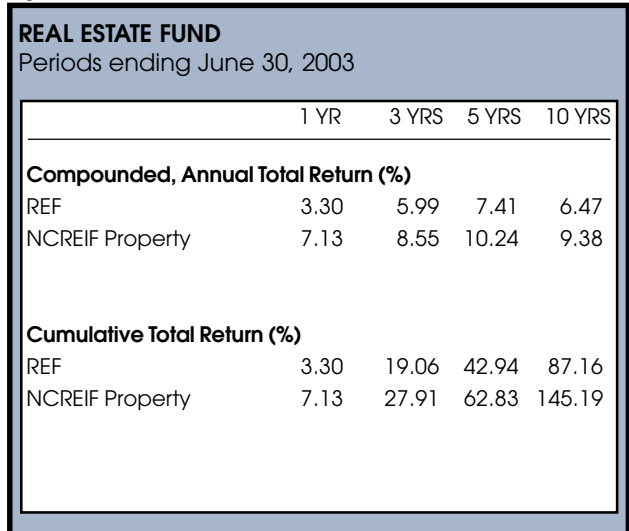 REAL ESTATE FUND
Periods ending June 30, 2003
1 YR 3 YRS 5 YRS 10 YRS
Compounded, Annual Total Return (%)
REF 3.30 5.99 7.41 6.47
NCREIF Property 7.13 8.55 10.24 9.38
Cumulative Total Return (%)
REF 3.30 19.06 42.94 87.16
NCREIF Property 7.13 27.91 62.83 145.19